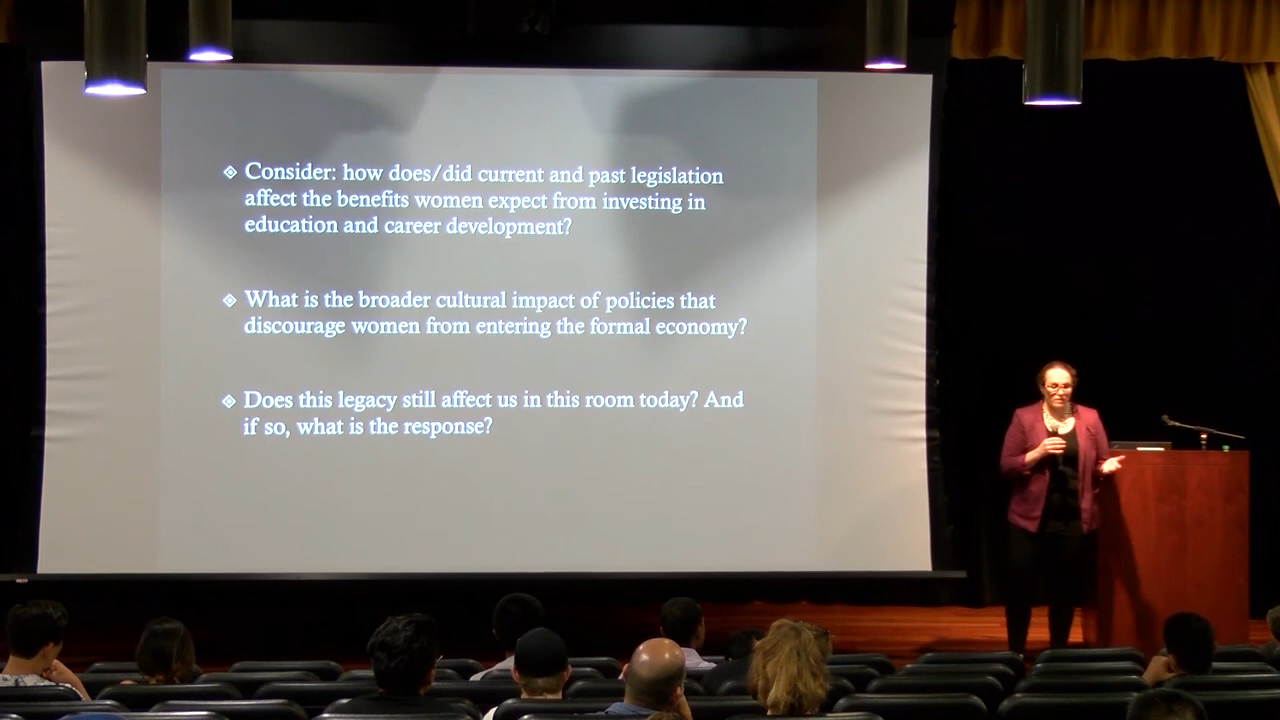 Consider: how does/did current and past legislation
affect the benefits women expect from investing in
education and career development?
What is the broader cultural impact of policies that
discourage women from entering the formal economy?
Does this legacy still affect us in this room today? And
if so, what is the response?